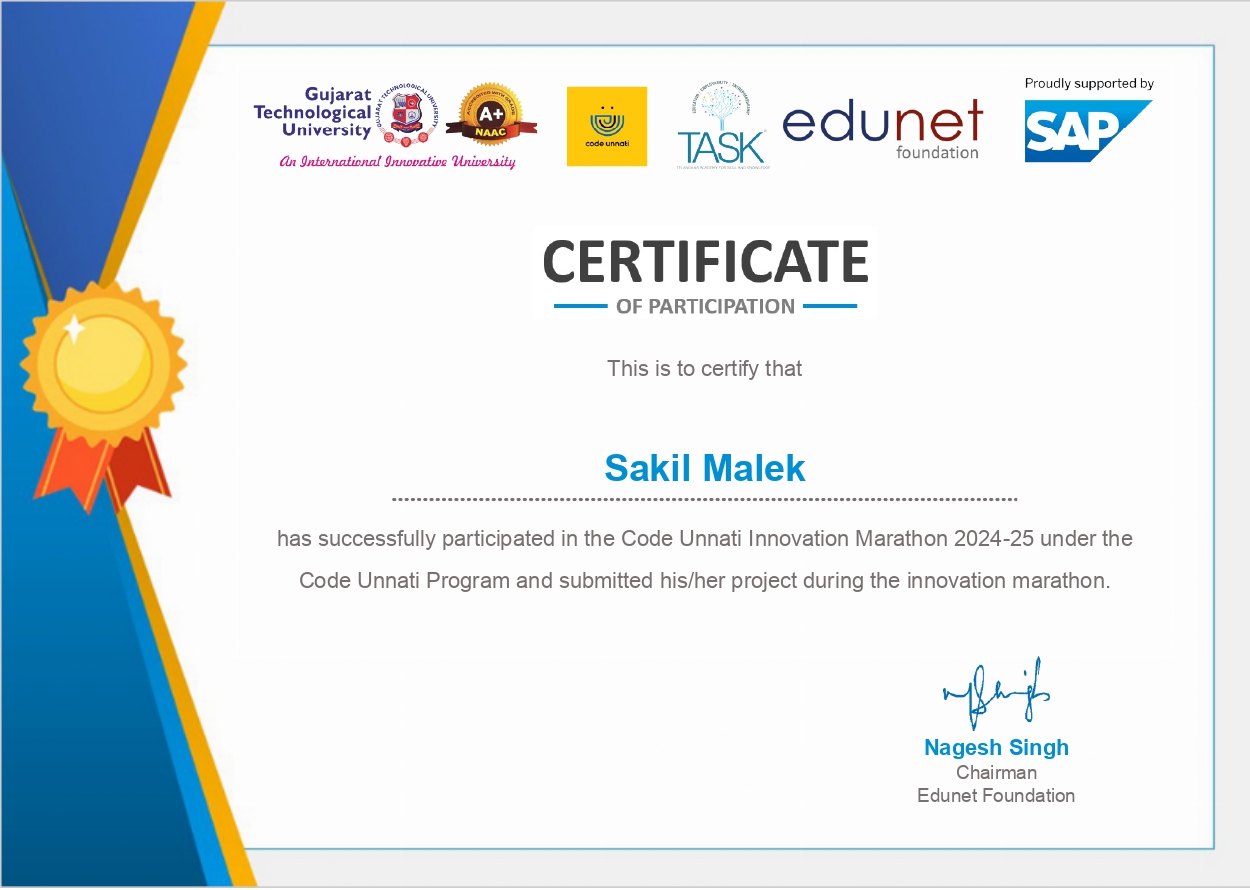 Gujarat
Technological
University
GUJARAT TECHNOLOGICAL UNIVERSITY
An International Innovative University
ACCREDITED WITH GRADE
A+
NAAC
code unnati
TASK
edunet
foundation
Proudly supported by
SAP
CERTIFICATE
OF PARTICIPATION
This is to certify that
Sakil Malek
has successfully participated in the Code Unnati Innovation Marathon 2024-25 under the
Code Unnati Program and submitted his/her project during the innovation marathon.
Nagesh Singh
Chairman
Edunet Foundation